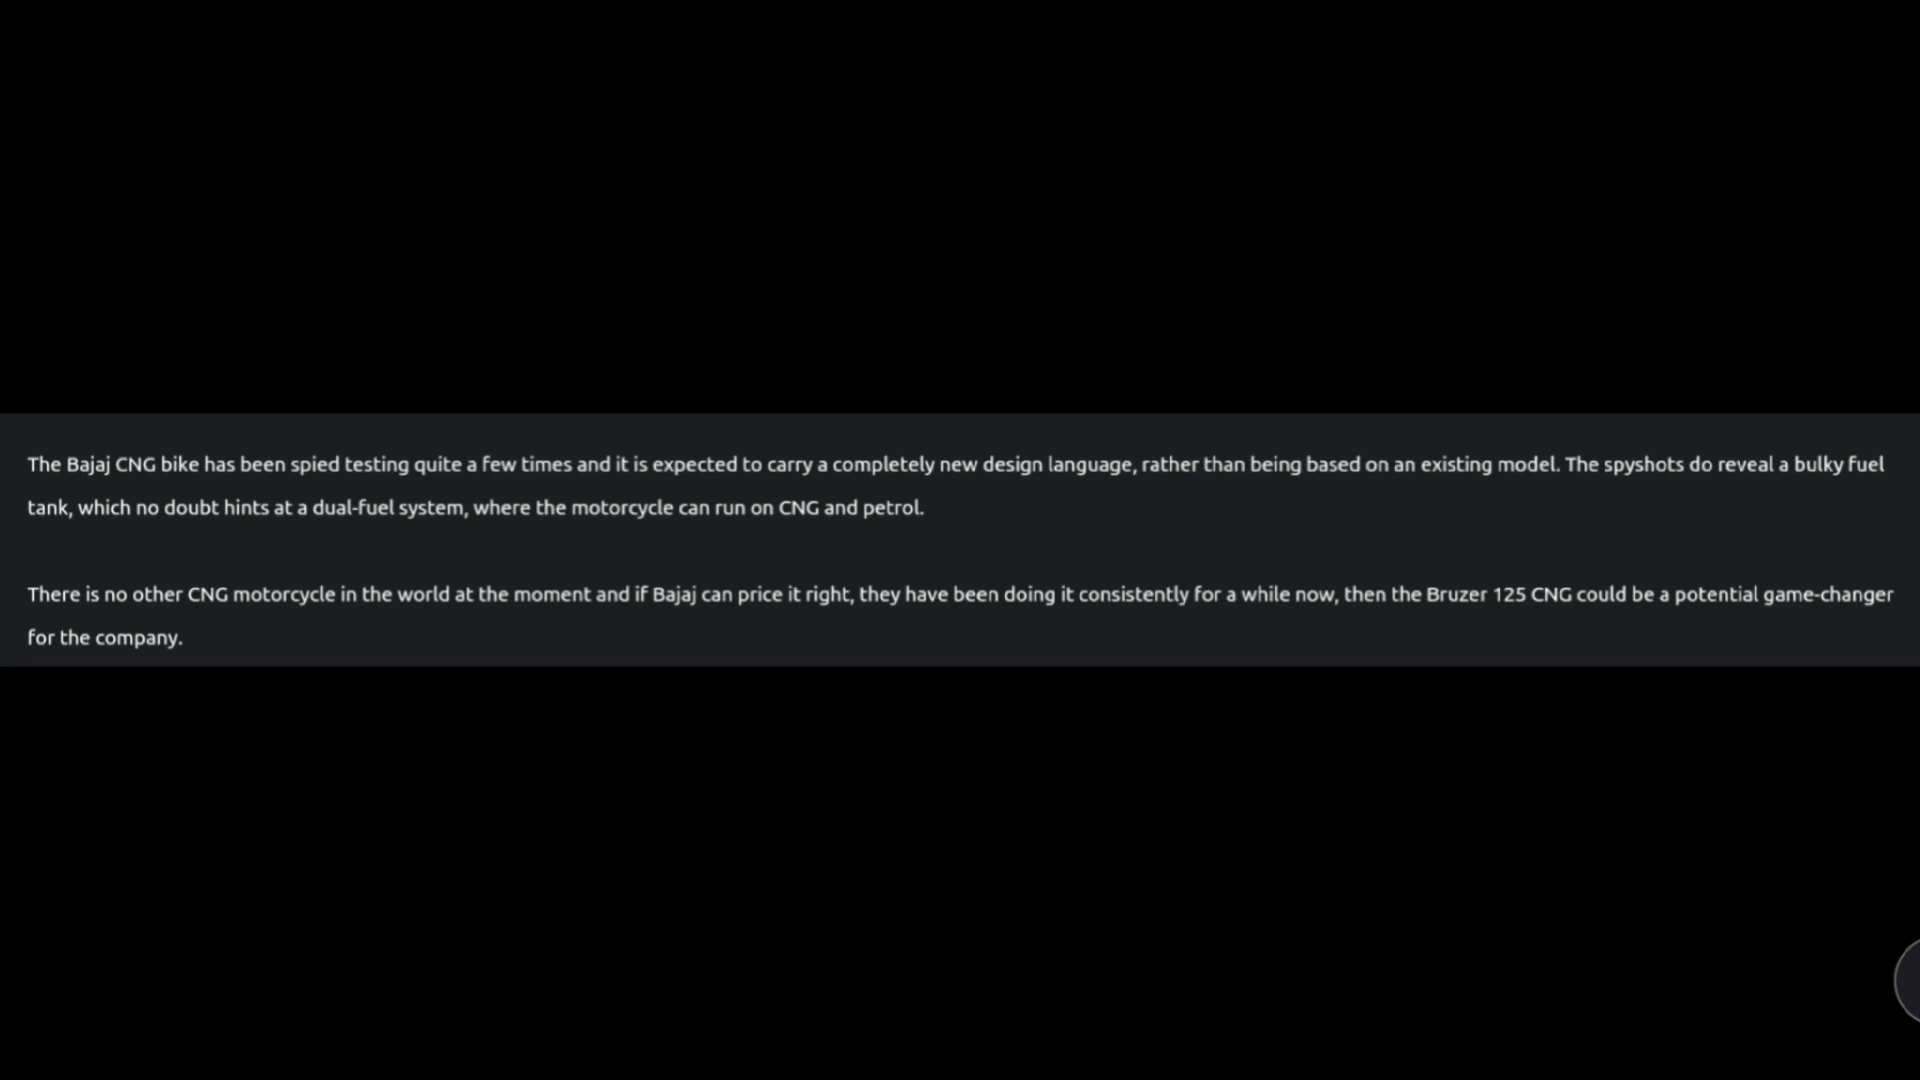 The Bajaj CNG bike has been spied testing quite a few times and it is expected to carry a completely new design language, rather than being based on an existing model. The spyshots do reveal a bulky fuel
tank, which no doubt hints at a dual-fuel system, where the motorcycle can run on CNG and petrol.
There is no other CNG motorcycle in the world at the moment and if Bajaj can price it right, they have been doing it consistently for a while now, then the Bruzer 125 CNG could be a potential game-changer
for the company.